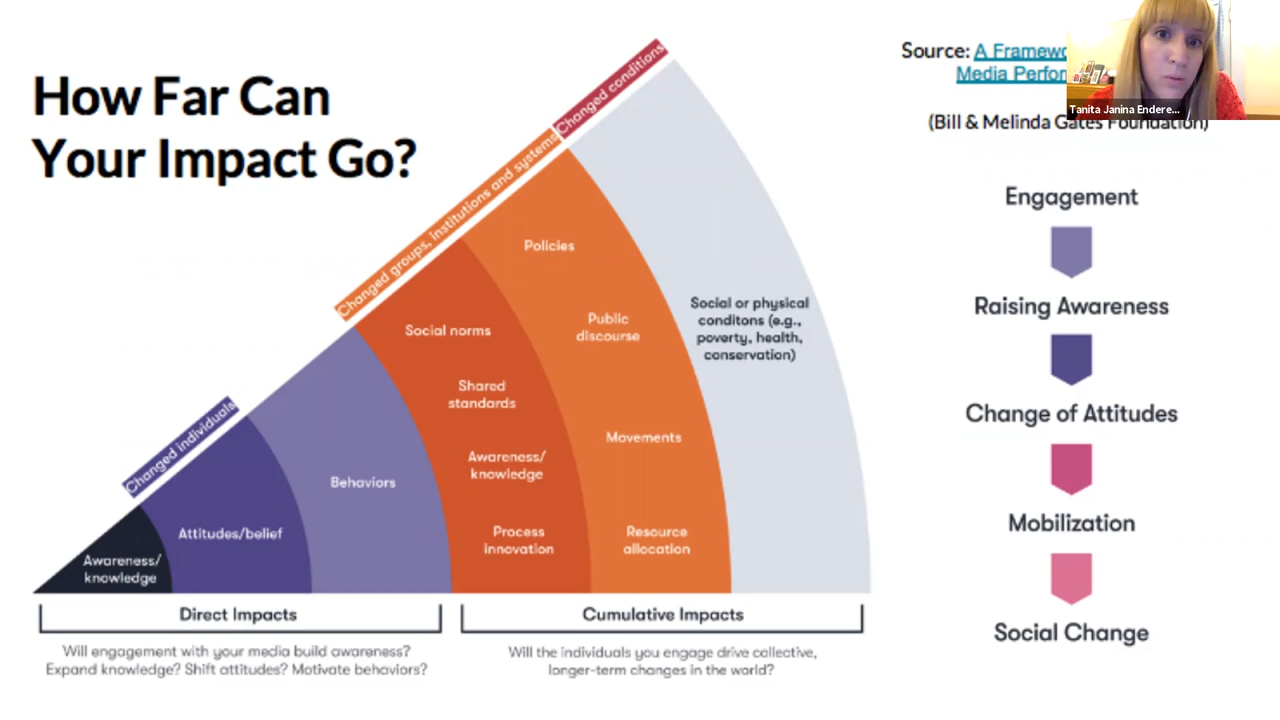 How Far Can
Your Impact Go?
Source: A Framewo
Media Perfor
Tanita Janina Endere...
(Bill & Melinda Gates Foundation)
Changed conditions
Changed groups, institutions and systems
Changed individuals
Awareness/
knowledge
Attitudes/belief
Behaviors
Social norms
Shared
standards
Awareness/
knowledge
Process
innovation
Policies
Public
discourse
Movements
Resource
allocation
Social or physical
conditons (e.g.,
poverty, health,
conservation)
Direct Impacts
Will engagement with your media build awareness?
Expand knowledge? Shift attitudes? Motivate behaviors?
Cumulative Impacts
Will the individuals you engage drive collective,
longer-term changes in the world?
Engagement
Raising Awareness
Change of Attitudes
Mobilization
Social Change